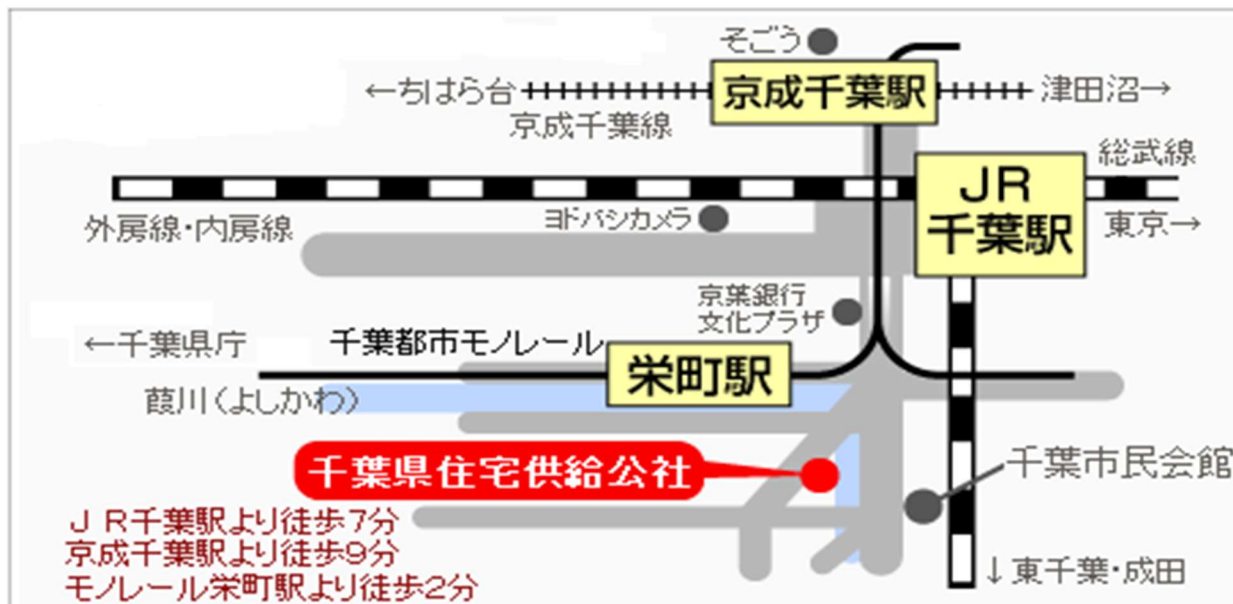 そごう
←ちはら台
京成千葉駅
津田沼→
京成千葉線
総武線
JR
千葉駅
外房線・内房線
ヨドバシカメラ
東京→
京葉銀行
文化プラザ
←千葉県庁
千葉都市モノレール
栄町駅
葭川(よしかわ)
千葉県住宅供給公社
千葉市民会館
JR千葉駅より徒歩7分
京成千葉駅より徒歩9分
モノレール栄町駅より徒歩2分
↓東千葉・成田